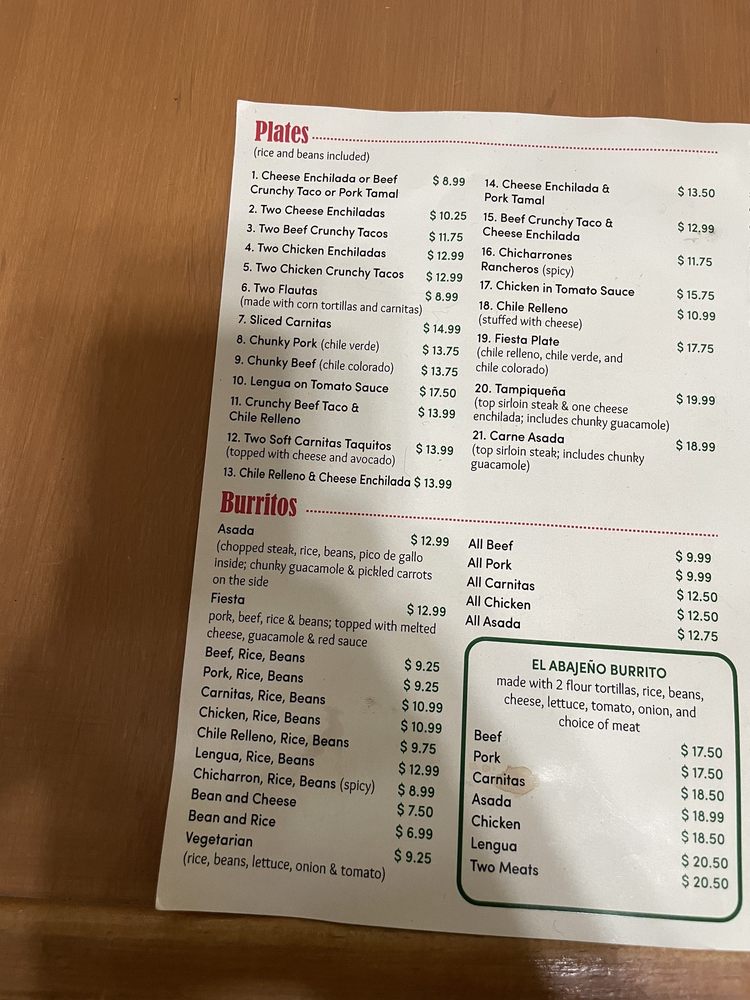 Plates
(rice and beans included)
1. Cheese Enchilada or Beef $ 8.99
Crunchy Taco or Pork Tamal
2. Two Cheese Enchiladas $ 10.25
3. Two Beef Crunchy Tacos $ 11.75
4. Two Chicken Enchiladas $ 12.99
5. Two Chicken Crunchy Tacos $ 12.99
6. Two Flautas $ 8.99
(made with corn tortillas and carnitas)
7. Sliced Carnitas $ 14.99
8. Chunky Pork (chile verde) $ 13.75
9. Chunky Beef (chile colorado) $ 13.75
10. Lengua on Tomato Sauce $ 17.50
11. Crunchy Beef Taco & $ 13.99
Chile Relleno
12. Two Soft Carnitas Taquitos $ 13.99
(topped with cheese and avocado)
13. Chile Relleno & Cheese Enchilada $ 13.99
14. Cheese Enchilada & $ 13.50
Pork Tamal
15. Beef Crunchy Taco & $ 12.99
Cheese Enchilada
16. Chicharrones $ 11.75
Rancheros (spicy)
17. Chicken in Tomato Sauce $ 15.75
18. Chile Relleno $ 10.99
(stuffed with cheese)
19. Fiesta Plate $ 17.75
(chile relleno, chile verde, and
chile colorado)
20. Tampiqueña $ 19.99
(top sirloin steak & one cheese
enchilada; includes chunky guacamole)
21. Carne Asada $ 18.99
(top sirloin steak; includes chunky
guacamole)
Burritos
Asada $ 12.99
(chopped steak, rice, beans, pico de gallo
inside; chunky guacamole & pickled carrots
on the side
Fiesta $ 12.99
pork, beef, rice & beans; topped with melted
cheese, guacamole & red sauce
Beef, Rice, Beans $ 9.25
Pork, Rice, Beans $ 9.25
Carnitas, Rice, Beans $ 10.99
Chicken, Rice, Beans $ 10.99
Chile Relleno, Rice, Beans $ 9.75
Lengua, Rice, Beans $ 12.99
Chicharron, Rice, Beans (spicy) $ 8.99
Bean and Cheese $ 7.50
Bean and Rice $ 6.99
Vegetarian $ 9.25
(rice, beans, lettuce, onion & tomato)
All Beef $ 9.99
All Pork $ 9.99
All Carnitas $ 12.50
All Chicken $ 12.50
All Asada $ 12.75
EL ABAJEÑO BURRITO
made with 2 flour tortillas, rice, beans,
cheese, lettuce, tomato, onion, and
choice of meat
Beef $ 17.50
Pork $ 17.50
Carnitas $ 18.50
Asada $ 18.99
Chicken $ 18.50
Lengua $ 20.50
Two Meats $ 20.50